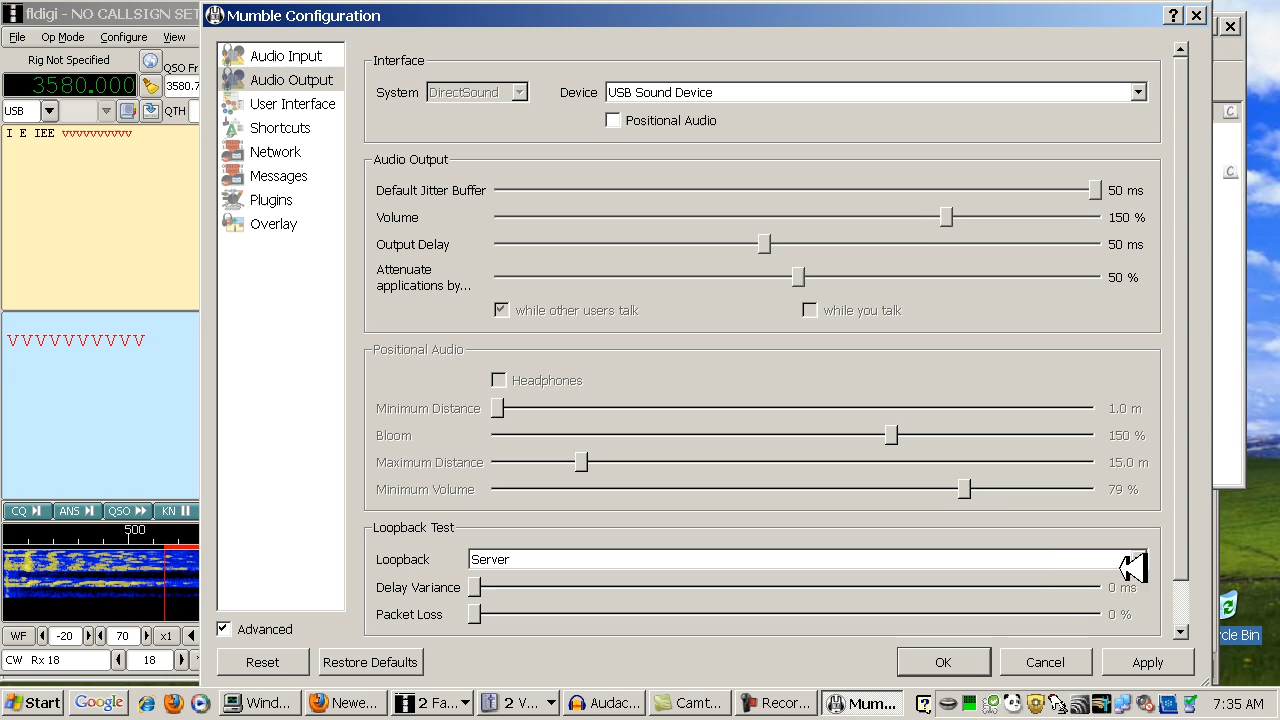 fldigi - NO CALLSIGN SET
File Op Mode Configure View
Rig Not Specified
QSO Fr
3580.000
3580.7
USB
QTH
I E IEE VVVVVVVVVV
VVVVVVVVVV
CQ ANS QSO KN
500
WF -20 70 x1
CW Rx 18 18
Mumble Configuration
Audio Input
Audio Output
User Interface
Shortcuts
Network
Messages
Plugins
Overlay
Advanced
Interface
System DirectSound Device USB Sound Device
Positional Audio
Audio Output
Default Jitter Buffer 50 ms
Volume 150 %
Output Delay 50 ms
Attenuate
applications by... 50 %
while other users talk while you talk
Positional Audio
Headphones
Minimum Distance 1.0 m
Bloom 150 %
Maximum Distance 15.0 m
Minimum Volume 79 %
Loopback Test
Loopback Server
Delay Variance 0 ms
Packet Loss 0 %
Reset Restore Defaults OK Cancel Apply
C
C
cle Bin
Start Google Wind... Newe... 2 Fa... 2 V... Audac... Cam... Recor... Mum... 7:35 AM